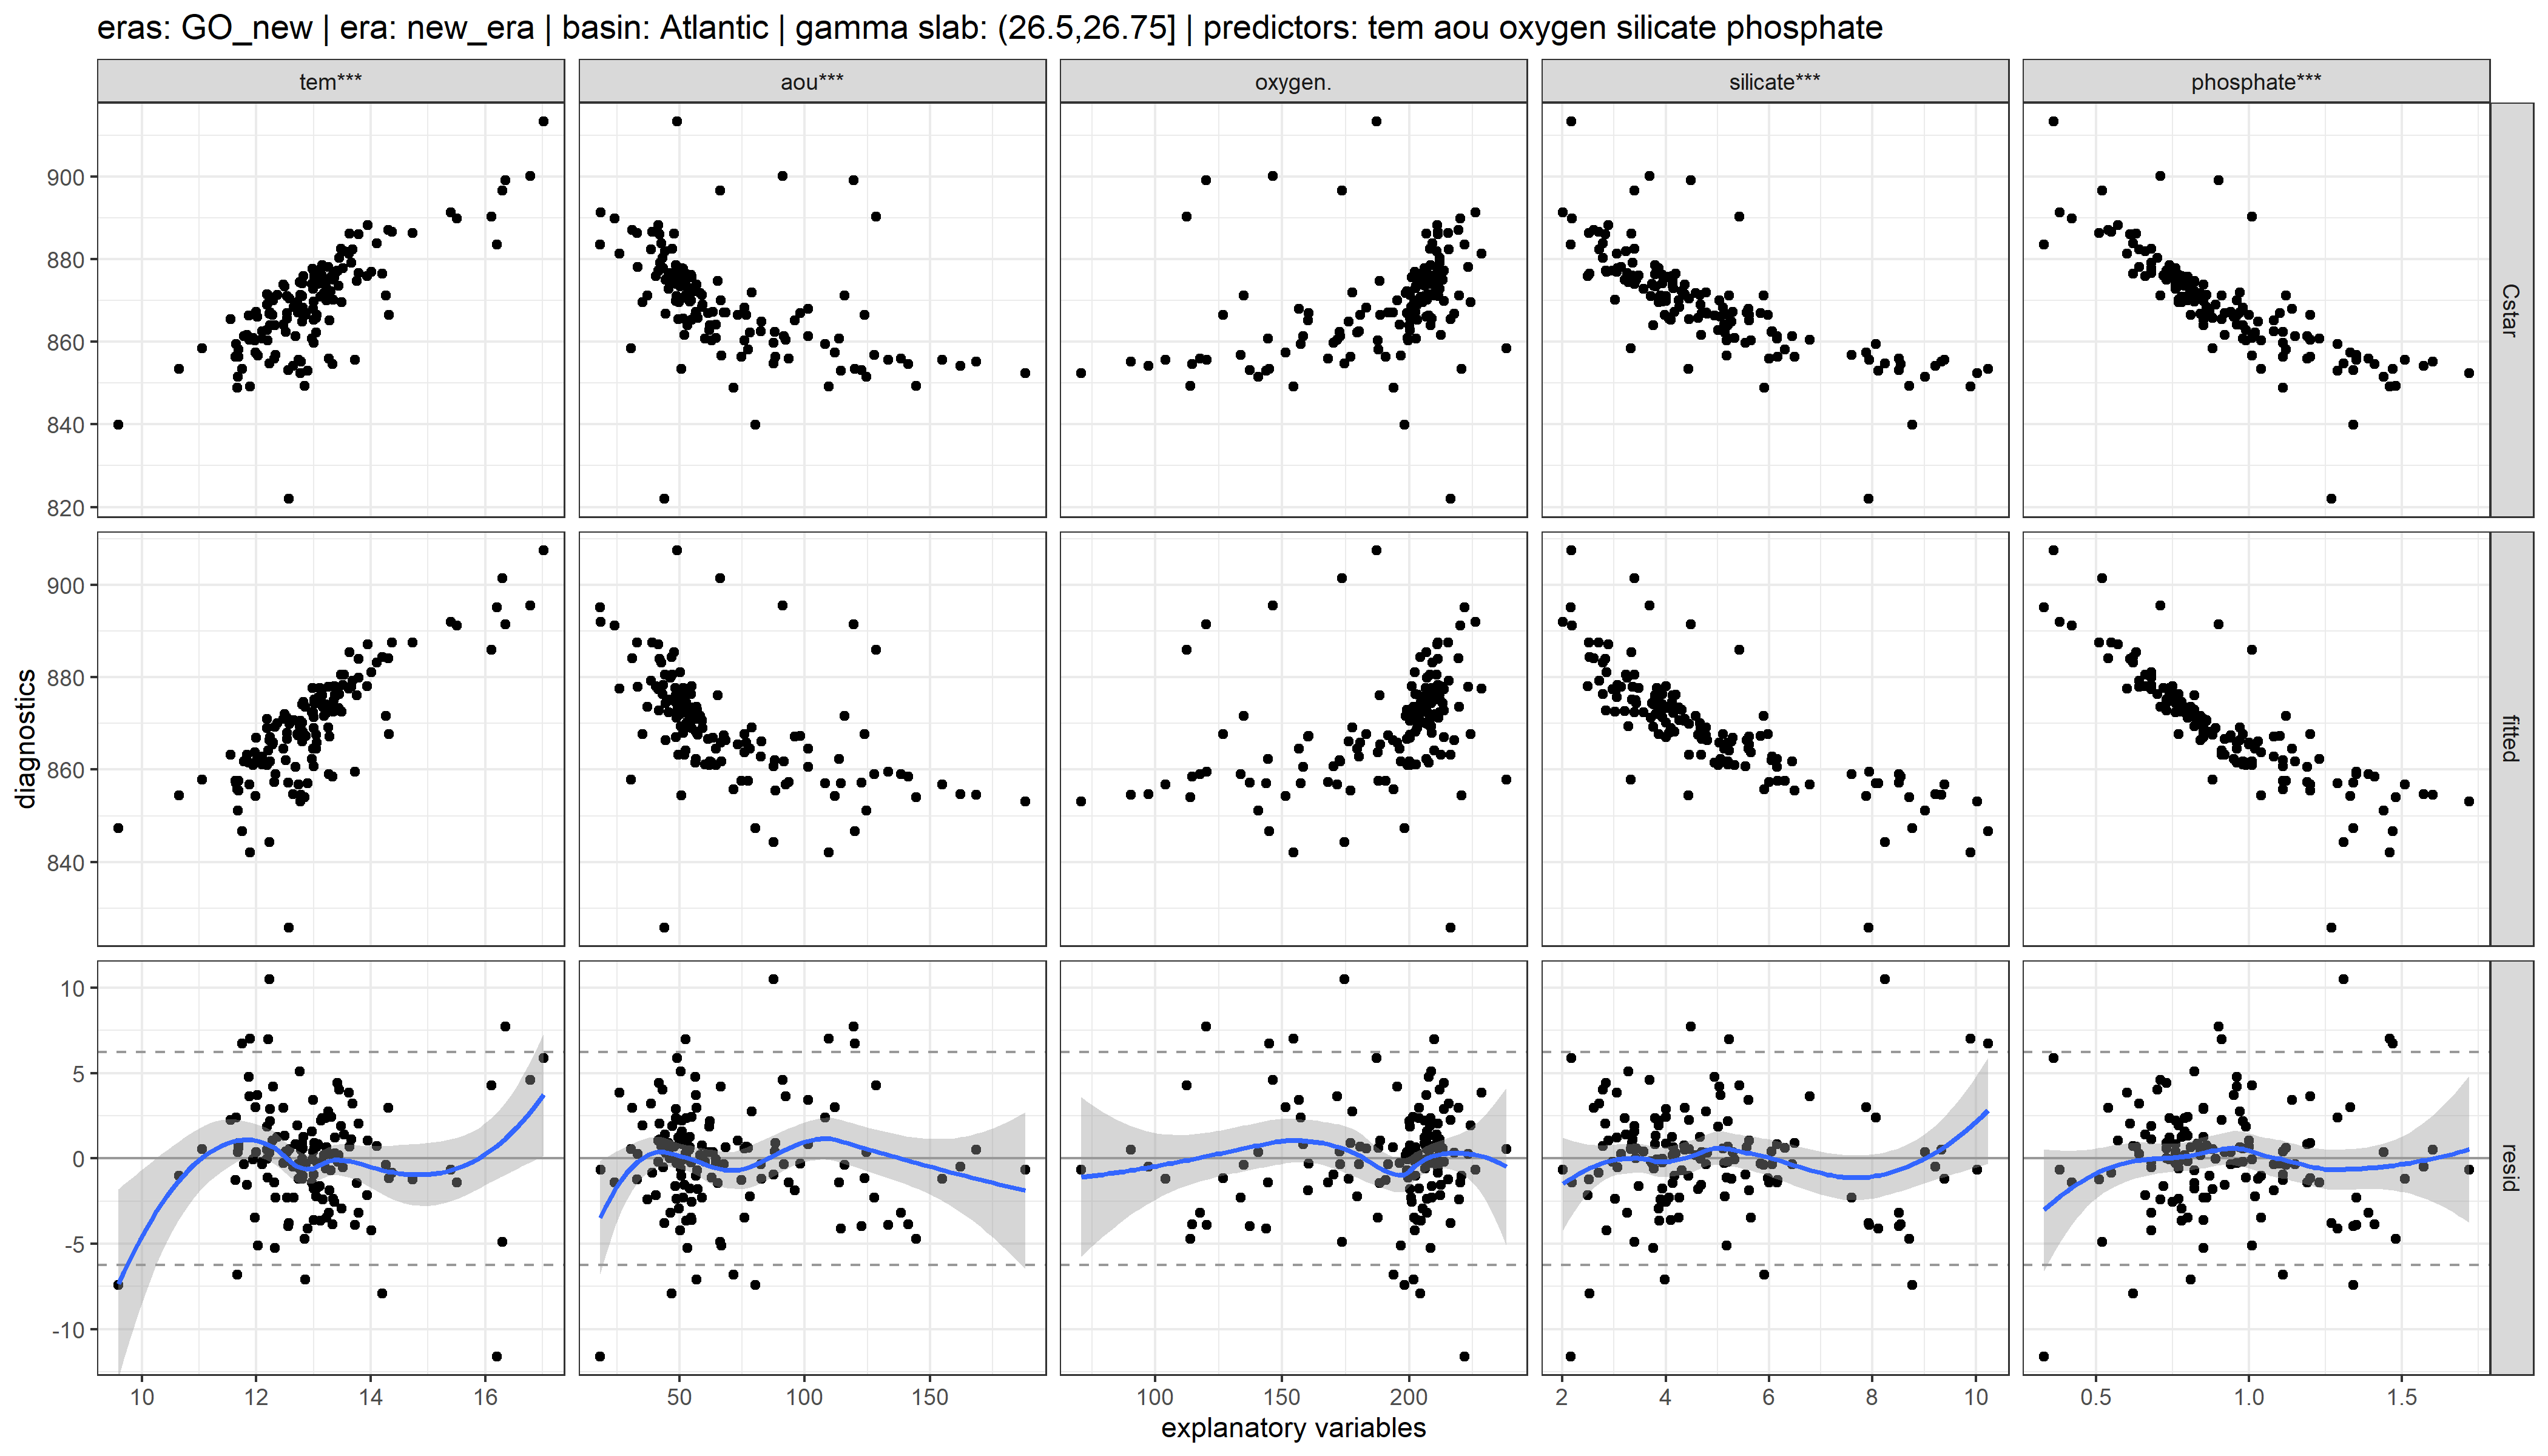 eras: GO_new | era: new_era | basin: Atlantic | gamma slab: (26.5,26.75] | predictors: tem aou oxygen silicate phosphate
tem*** aou*** oxygen. silicate*** phosphate***
900
880
860
840
820
Cstar
900
880
860
840
fitted
diagnostics
10
5
0
-5
-10
resid
10 12 14 16 50 100 150 100 150 200 2 4 6 8 10 0.5 1.0 1.5
explanatory variables